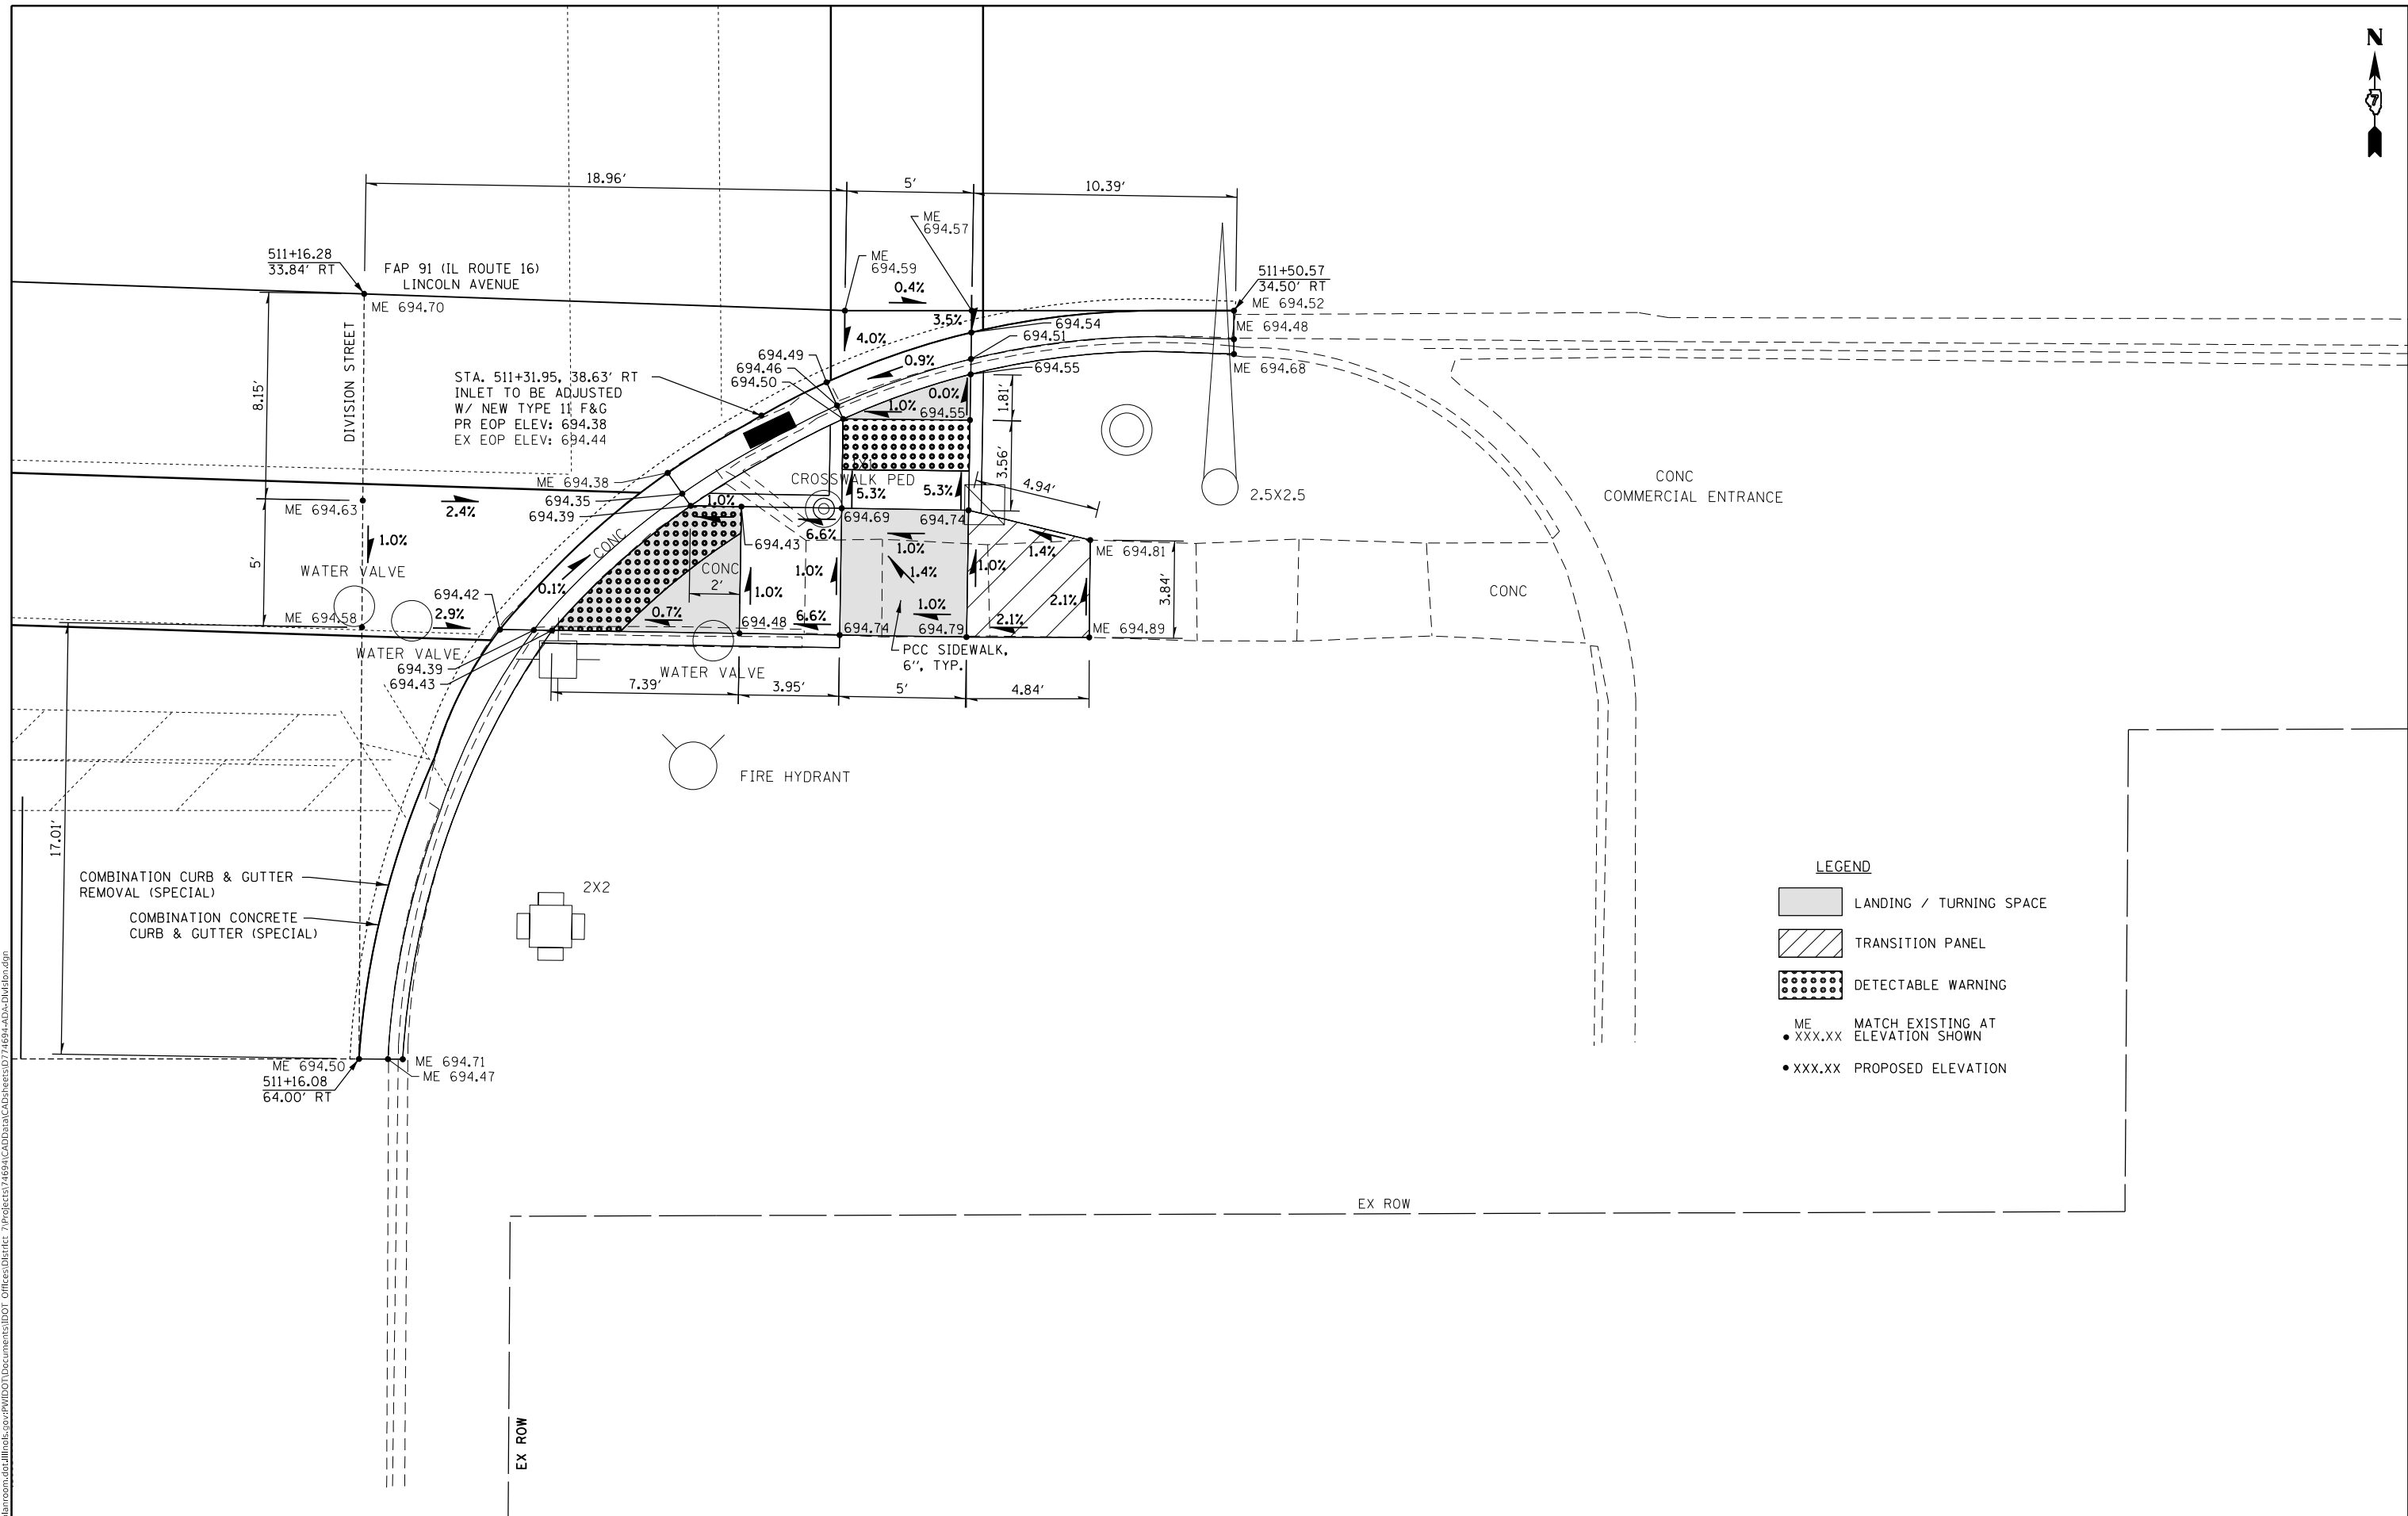 N
7
18.96'
5'
10.39'
ME
694.57
511+16.28
33.84' RT
FAP 91 (IL ROUTE 16)
LINCOLN AVENUE
ME
694.59
0.4%
511+50.57
34.50' RT
ME 694.52
ME 694.70
3.5%
694.54
ME 694.48
4.0%
694.51
DIVISION STREET
694.49
0.9%
694.46
694.50
694.55
ME 694.68
STA. 511+31.95, 38.63' RT
INLET TO BE ADJUSTED
W/ NEW TYPE 11 F&G
PR EOP ELEV: 694.38
EX EOP ELEV: 694.44
8.15'
0.0%
1.81'
1.0%
694.55
3.56'
1X1
CROSSWALK PED
ME 694.38
5.3%
5.3%
4.94'
2.5X2.5
CONC
COMMERCIAL ENTRANCE
694.35
1.0%
694.39
ME 694.63
2.4%
694.69
694.74
6.6%
694.43
1.0%
CONC
1.0%
1.4%
ME 694.81
5'
WATER VALVE
CONC
2'
1.0%
1.4%
1.0%
0.1%
1.0%
2.1%
3.84'
CONC
694.42
ME 694.58
2.9%
0.7%
694.48
6.6%
694.74
1.0%
694.79
2.1%
ME 694.89
WATER VALVE
694.39
694.43
WATER VALVE
PCC SIDEWALK,
6", TYP.
7.39'
3.95'
5'
4.84'
FIRE HYDRANT
17.01'
COMBINATION CURB & GUTTER
REMOVAL (SPECIAL)
COMBINATION CONCRETE
CURB & GUTTER (SPECIAL)
2X2
LEGEND
LANDING / TURNING SPACE
TRANSITION PANEL
DETECTABLE WARNING
ME
XXX.XX
MATCH EXISTING AT
ELEVATION SHOWN
XXX.XX PROPOSED ELEVATION
ME 694.50
ME 694.71
ME 694.47
511+16.08
64.00' RT
EX ROW
EX ROW